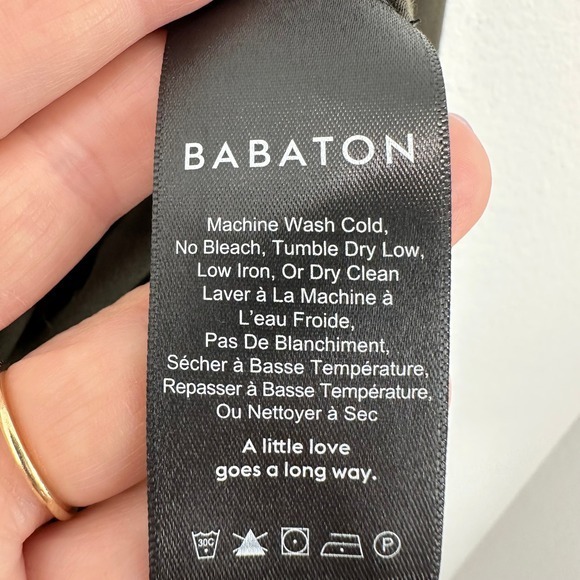 BABATON
Machine Wash Cold,
No Bleach, Tumble Dry Low,
Low Iron, Or Dry Clean
Laver à La Machine à
L'eau Froide,
Pas De Blanchiment,
Sécher à Basse Température,
Repasser à Basse Température,
Ou Nettoyer à Sec
A little love
goes a long way.
30C P